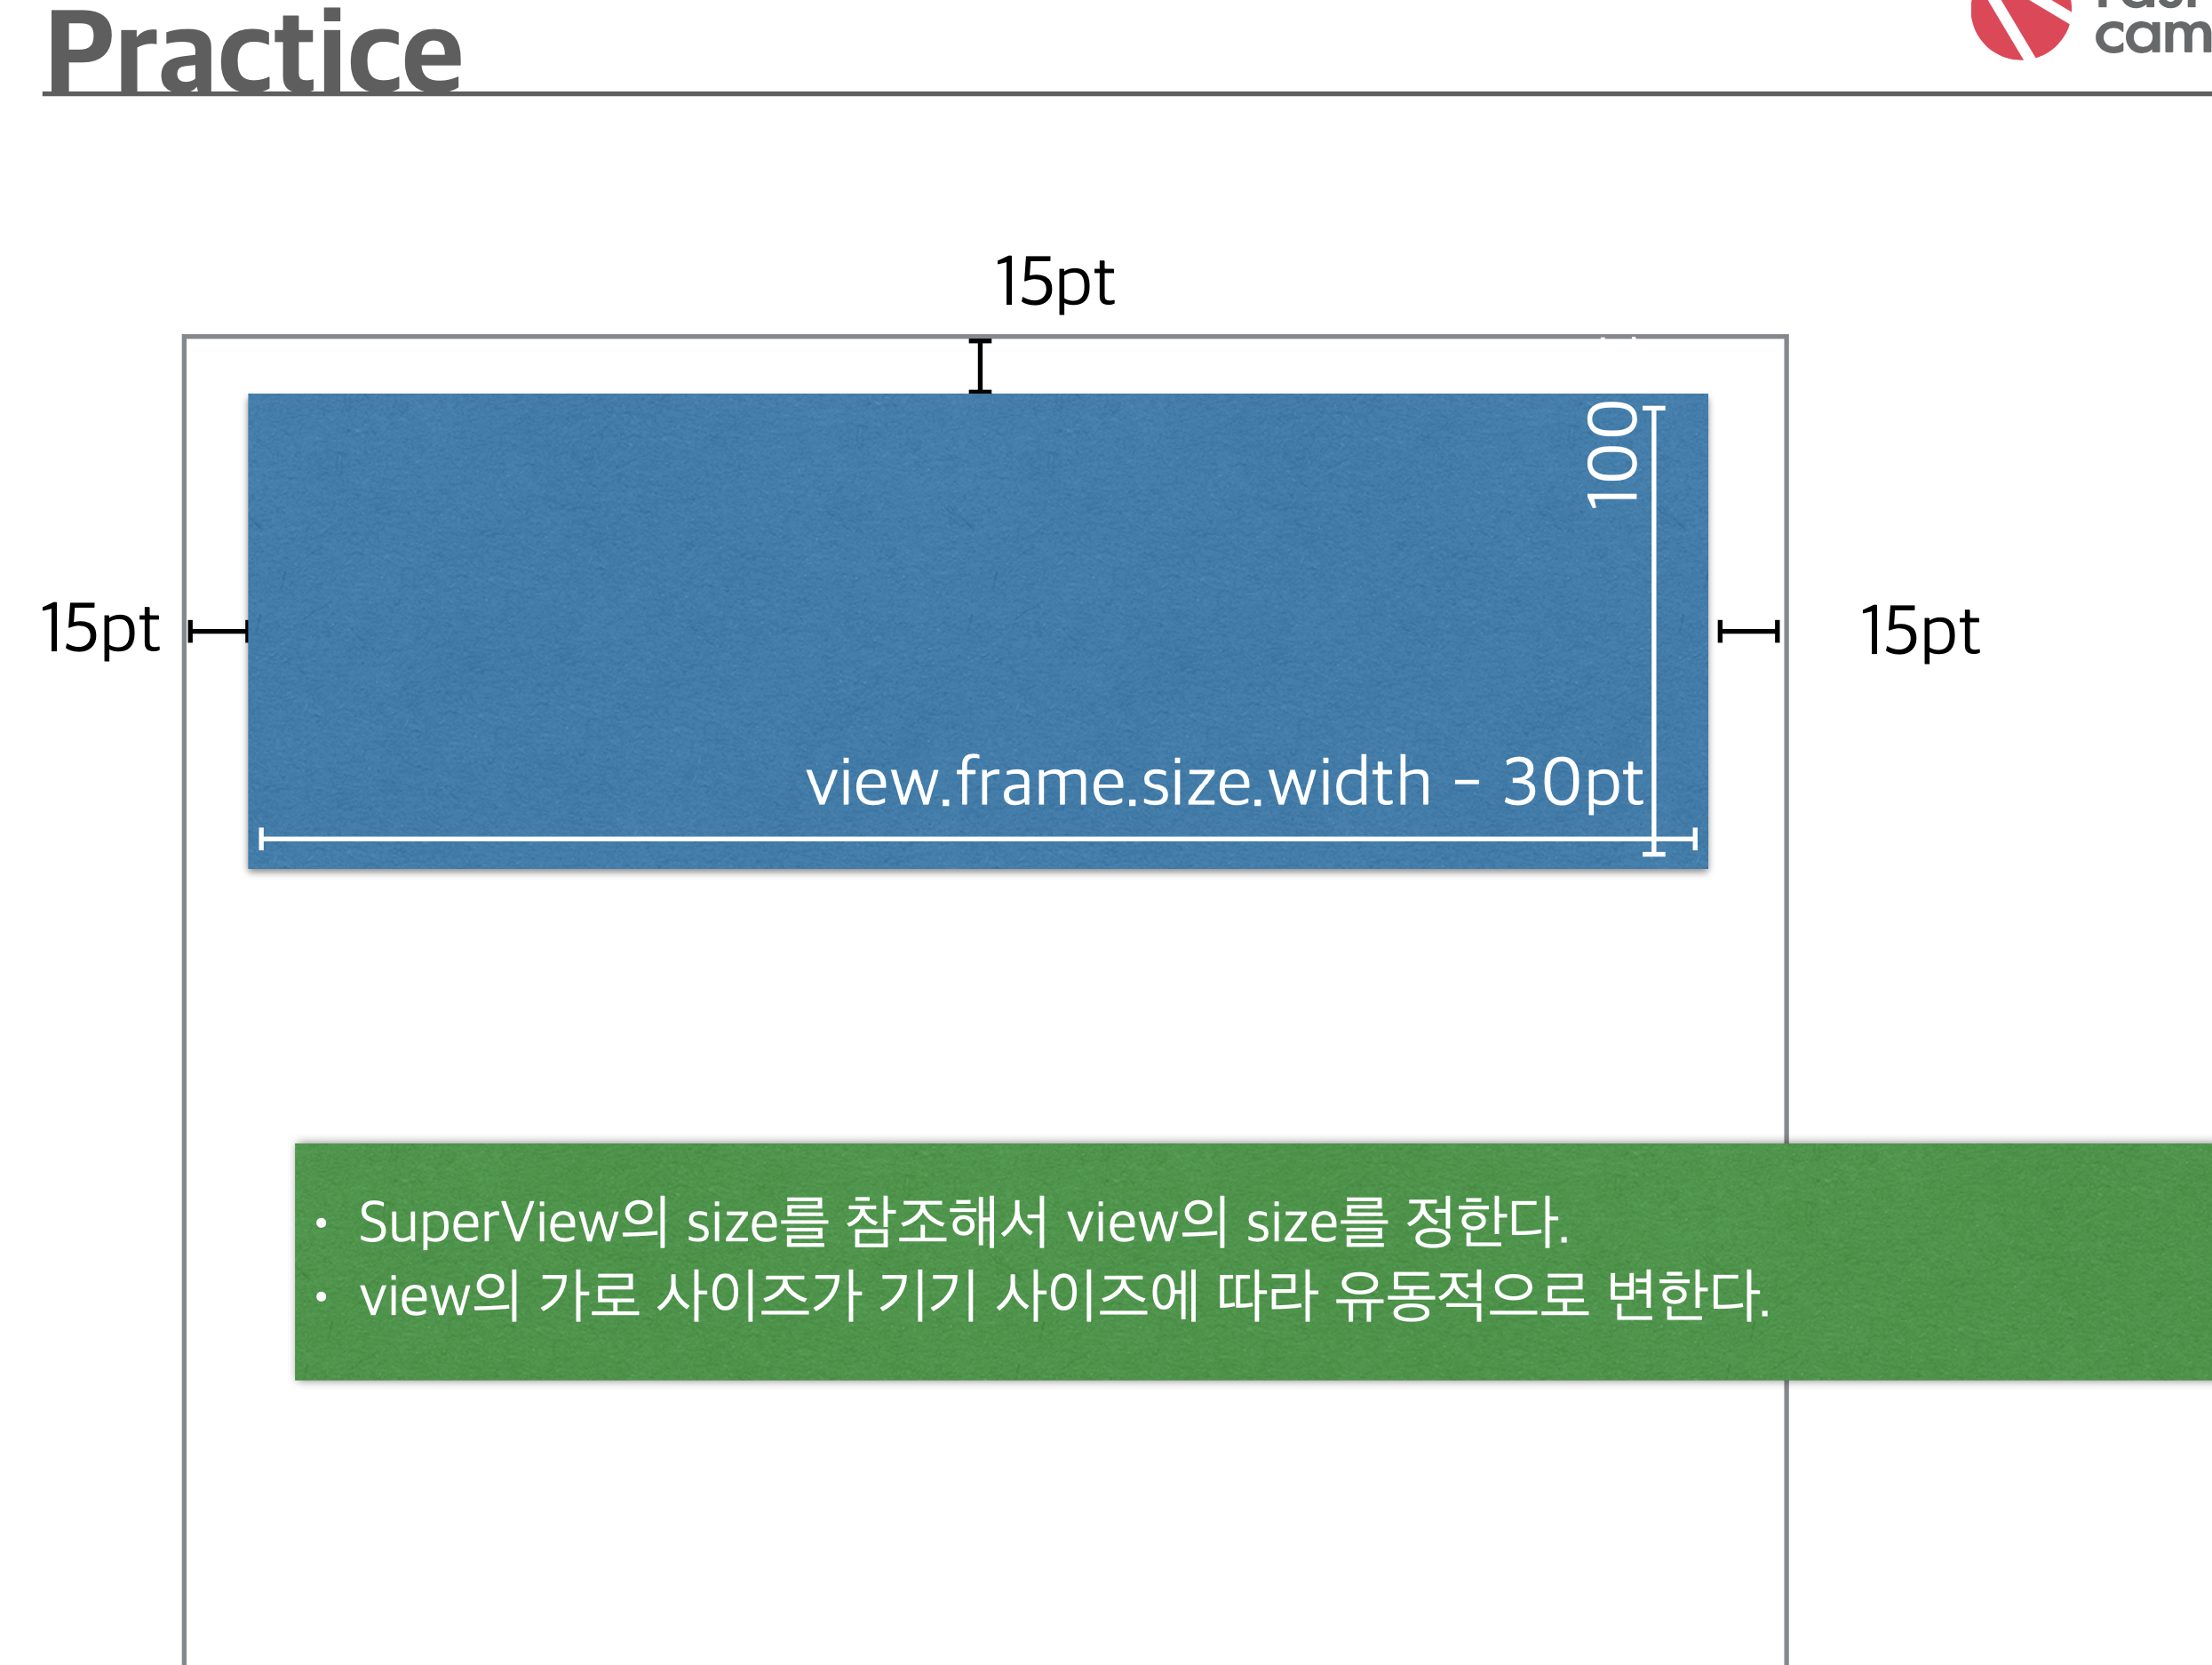 Practice
cam
15pt
100
15pt
15pt
view.frame.size.width - 30pt
• SuperView의 size를 참조해서 view의 size를 정한다.
• view의 가로 사이즈가 기기 사이즈에 따라 유동적으로 변한다.